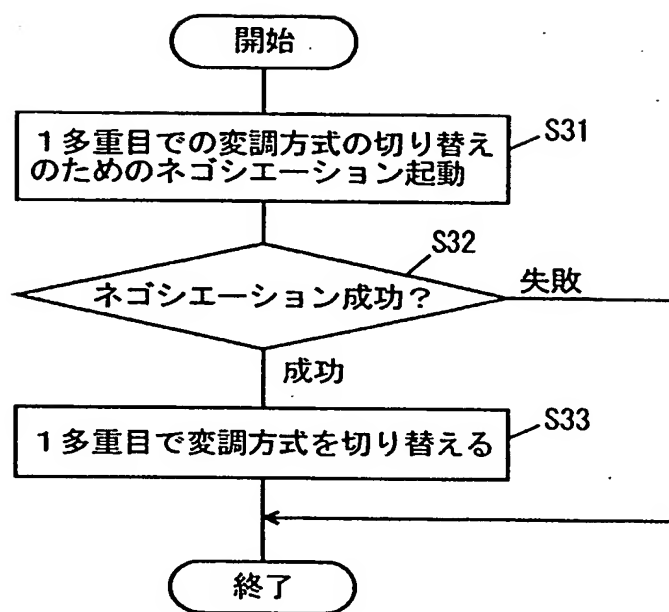 開始
1多重目での変調方式の切り替え
のためのネゴシエーション起動
S31
S32
ネゴシエーション成功?
失敗
成功
1多重目で変調方式を切り替える
S33
終了